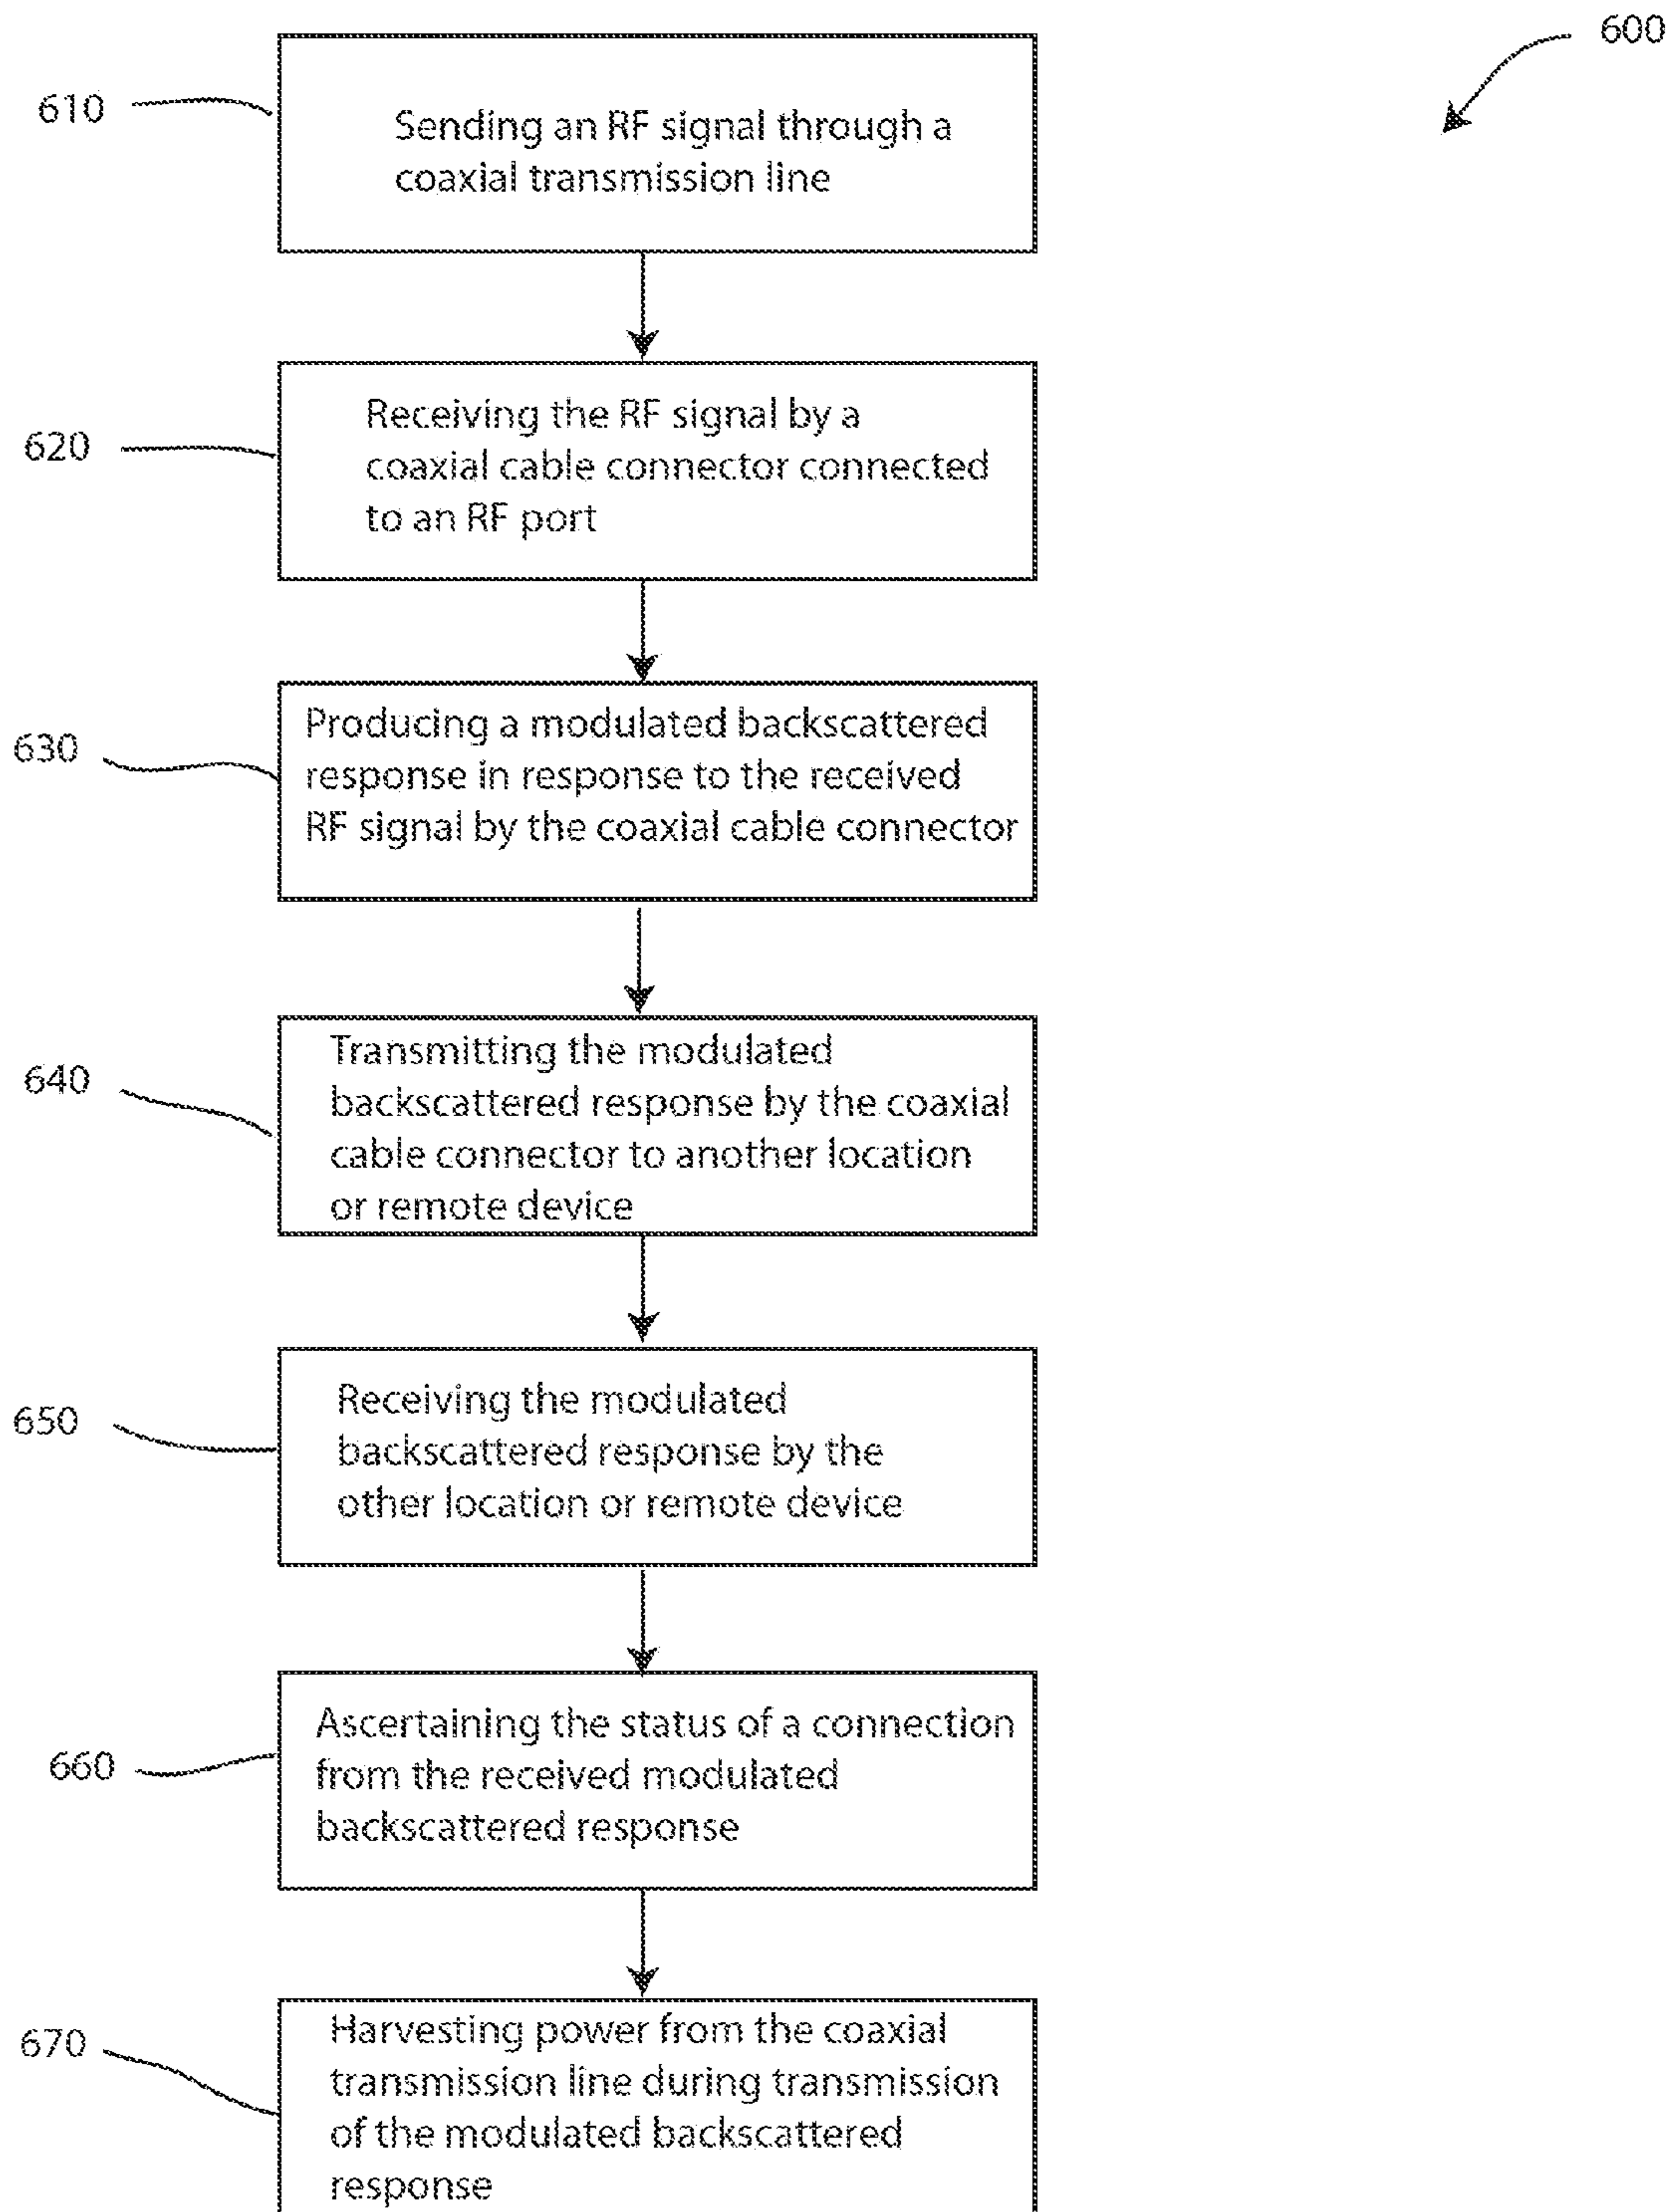 600
610
Sending an RF signal through a
coaxial transmission line
620
Receiving the RF signal by a
coaxial cable connector connected
to an RF port
630
Producing a modulated backscattered
response in response to the received
RF signal by the coaxial cable connector
640
Transmitting the modulated
backscattered response by the coaxial
cable connector to another location
or remote device
650
Receiving the modulated
backscattered response by the
other location or remote device
660
Ascertaining the status of a connection
from the received modulated
backscattered response
670
Harvesting power from the coaxial
transmission line during transmission
of the modulated backscattered
response